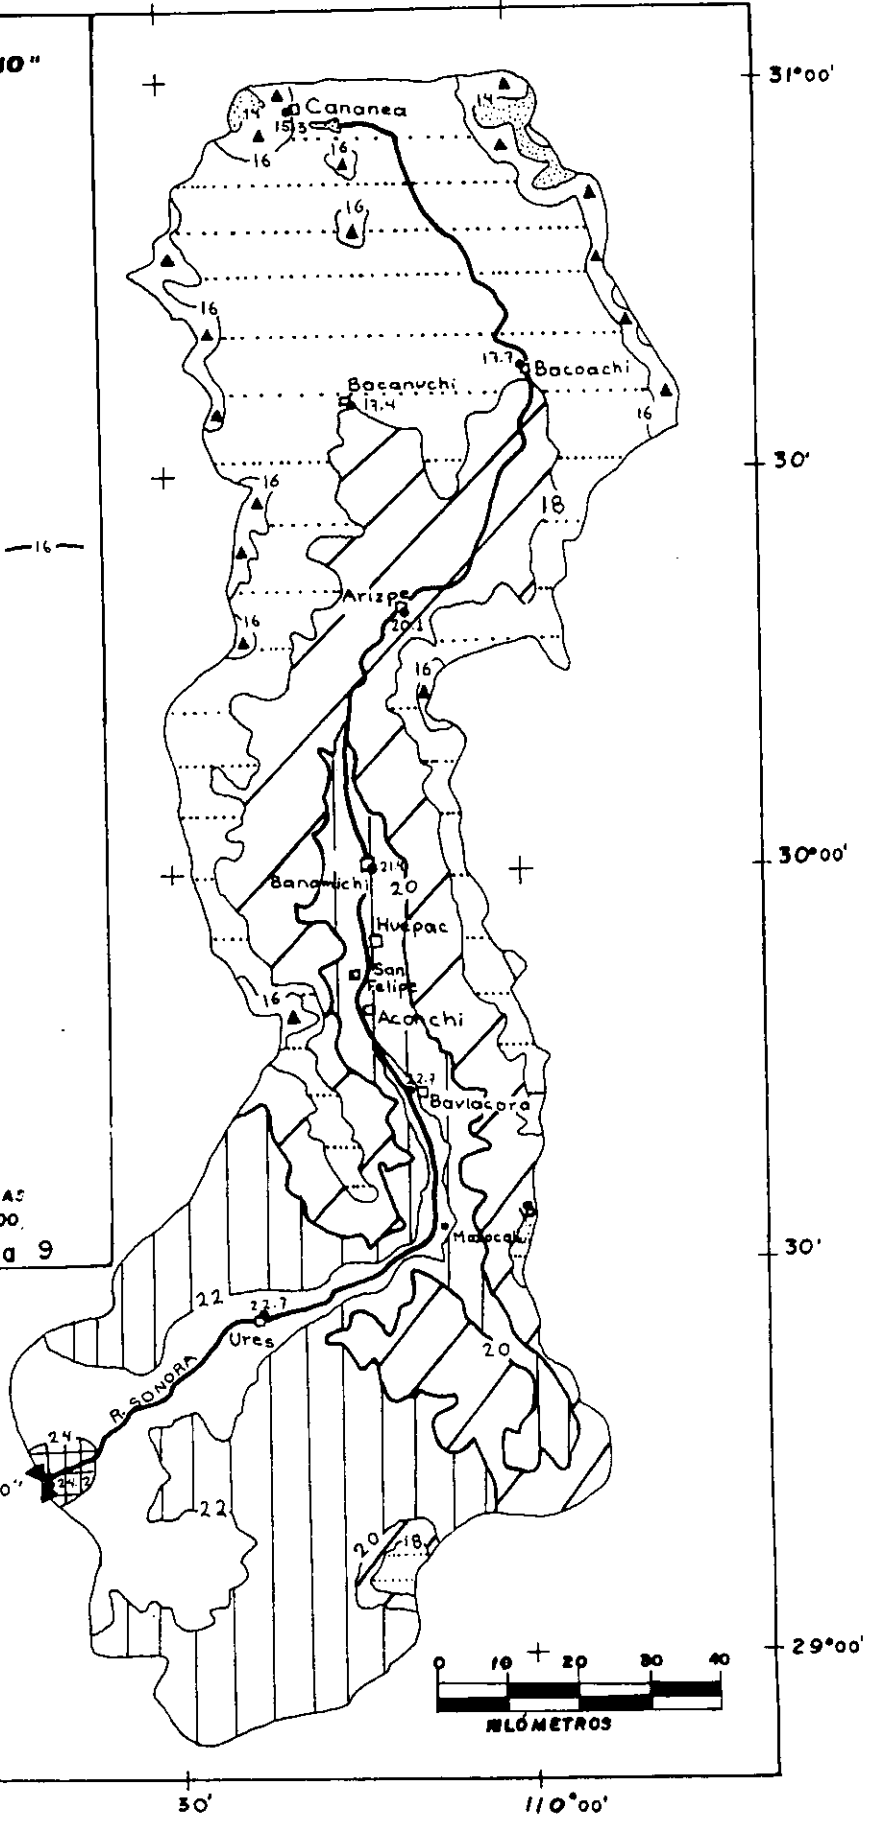 31°00'
14
Cananea
14
15.3
16
16
16
16
17.7
Bacoachi
Bacanuchi
17.4
16
30'
16
18
—16—
Arizpe
20.1
16
16
30°00'
21.4
Banamichi
20
Huepac
San
Felipe
16
Aconchi
22.7
Baviacora
AS
30'
a 9
22
22.7
Ures
20
R. SONORA
24
24.2
22
20
18
29°00'
0 10 20 30 40
KILÓMETROS
30'
110°00'